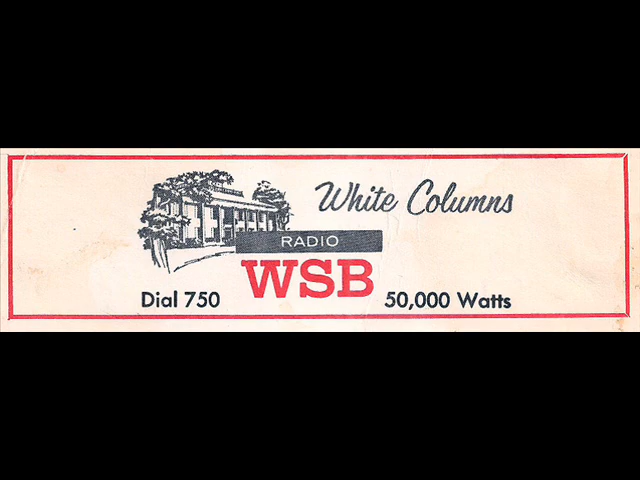 White Columns
RADIO
WSB
Dial 750
50,000 Watts